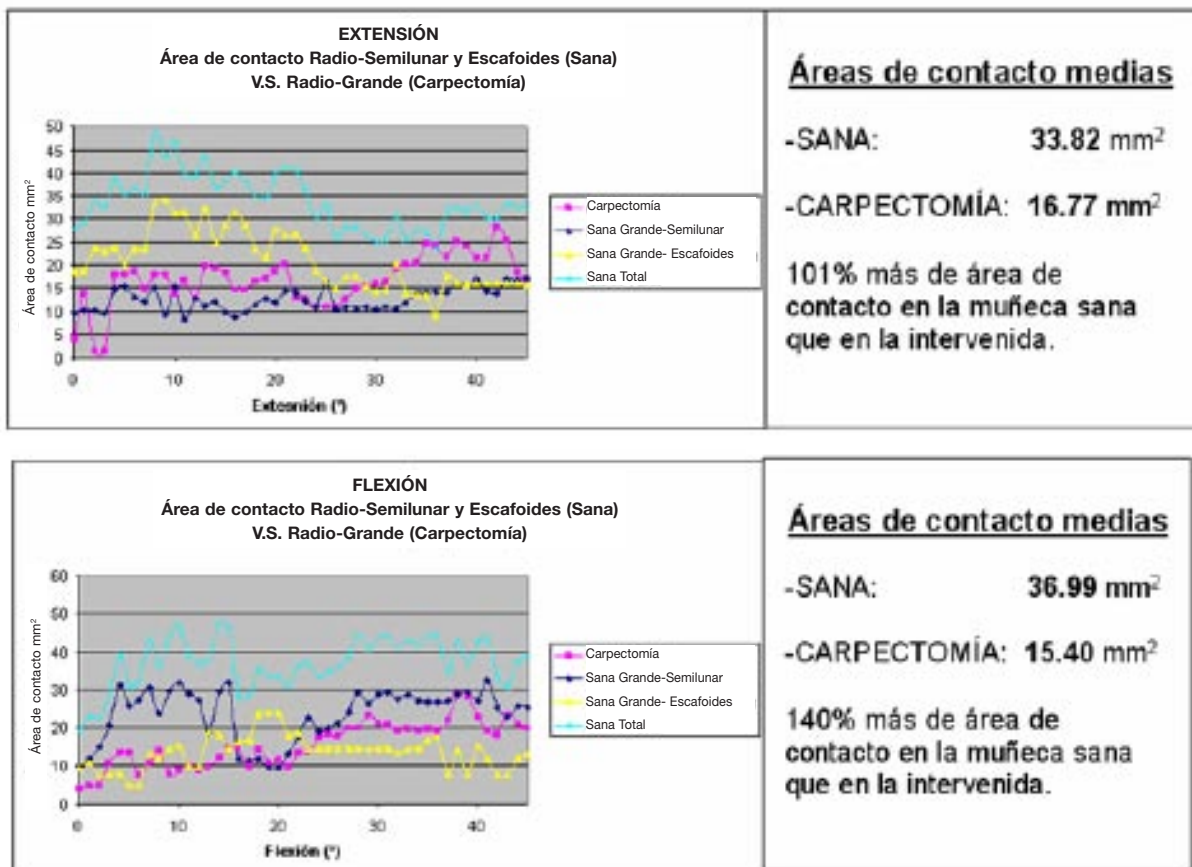 EXTENSIÓN
Área de contacto Radio-Semilunar y Escafoides (Sana)
V.S. Radio-Grande (Carpectomía)
Área de contacto mm²
50
45
40
35
30
25
20
15
10
5
0
0 10 20 30 40
Extesnión (º)
Carpectomía
Sana Grande-Semilunar
Sana Grande- Escafoides
Sana Total
Áreas de contacto medias
-SANA: 33.82 mm²
-CARPECTOMÍA: 16.77 mm²
101% más de área de
contacto en la muñeca sana
que en la intervenida.
FLEXIÓN
Área de contacto Radio-Semilunar y Escafoides (Sana)
V.S. Radio-Grande (Carpectomía)
Área de contacto mm²
60
50
40
30
20
10
0
0 10 20 30 40
Flexión (º)
Carpectomía
Sana Grande-Semilunar
Sana Grande- Escafoides
Sana Total
Áreas de contacto medias
-SANA: 36.99 mm²
-CARPECTOMÍA: 15.40 mm²
140% más de área de
contacto en la muñeca sana
que en la intervenida.